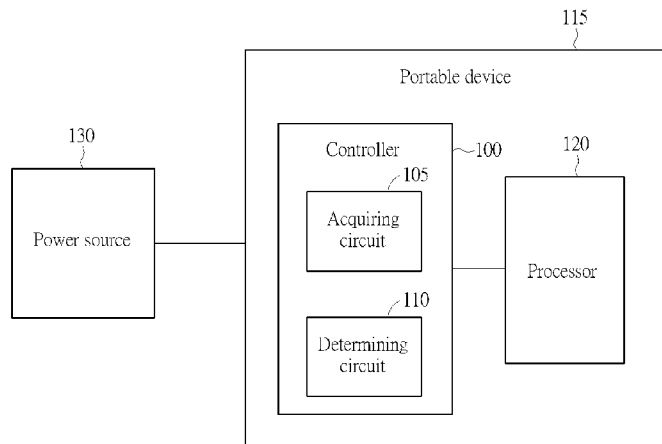 115
Portable device
130
Power source
Controller
100
105
Acquiring
circuit
110
Determining
circuit
120
Processor